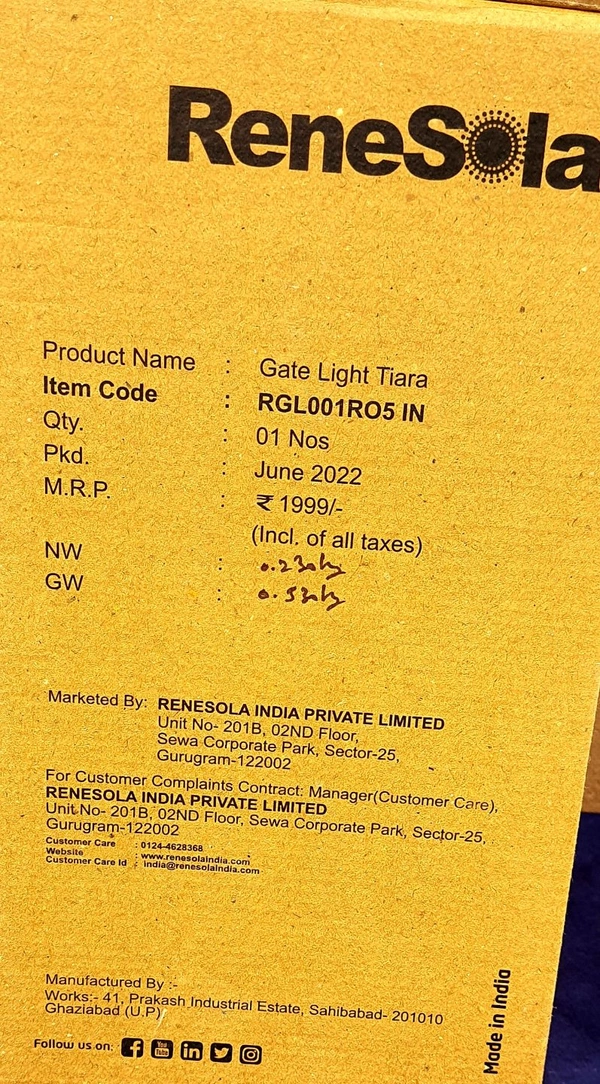 ReneSola
Product Name : Gate Light Tiara
Item Code : RGL001RO5 IN
Qty. : 01 Nos
Pkd. : June 2022
M.R.P. : ₹ 1999/-
(Incl. of all taxes)
NW : 0.230kg
GW : 0.530kg
Marketed By: RENESOLA INDIA PRIVATE LIMITED
Unit No- 201B, 02ND Floor,
Sewa Corporate Park, Sector-25,
Gurugram-122002
For Customer Complaints Contract: Manager(Customer Care),
RENESOLA INDIA PRIVATE LIMITED
Unit No- 201B, 02ND Floor, Sewa Corporate Park, Sector-25,
Gurugram-122002
Customer Care : 0124-4628368
Website : www.renesolaindia.com
Customer Care Id : india@renesolaindia.com
Manufactured By :-
Works:- 41, Prakash Industrial Estate, Sahibabad- 201010
Ghaziabad (U.P)
Follow us on: f You Tube in
Made in India